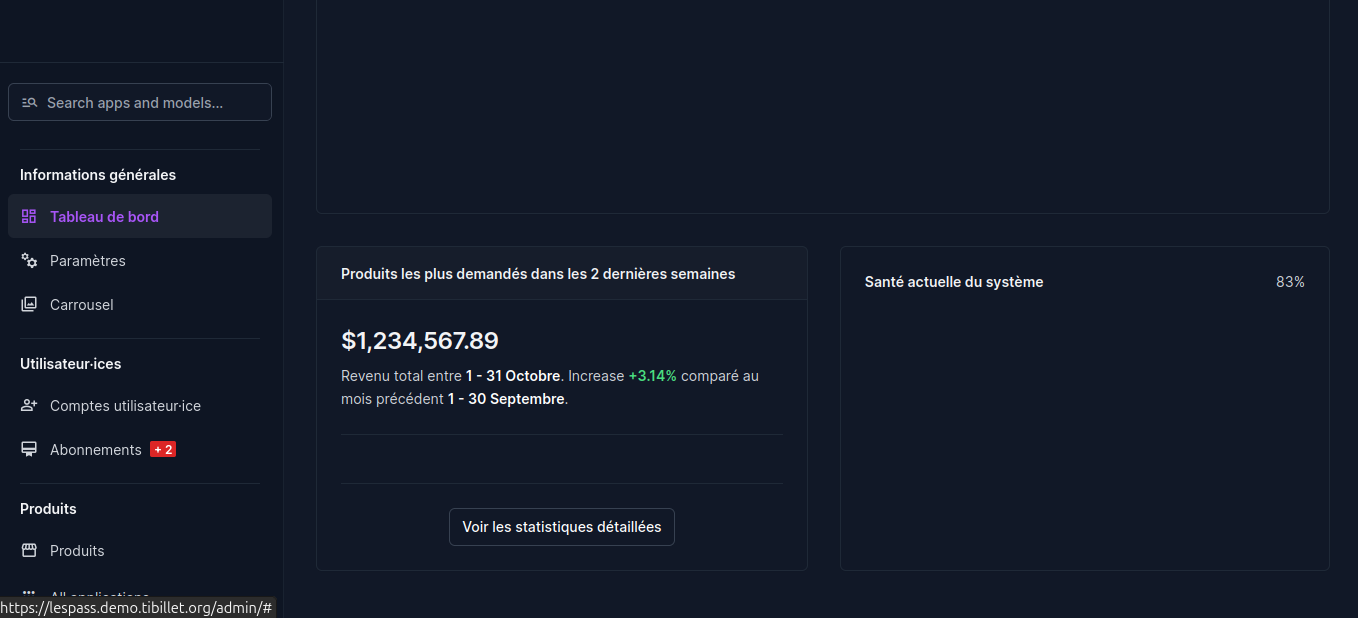 Search apps and models...
Informations générales
Tableau de bord
Paramètres
Carrousel
Utilisateur·ices
Comptes utilisateur·ice
Abonnements +2
Produits
Produits
All applications
https://lespass.demo.tibillet.org/admin/#
Produits les plus demandés dans les 2 dernières semaines
$1,234,567.89
Revenu total entre 1 - 31 Octobre. Increase +3.14% comparé au
mois précédent 1 - 30 Septembre.
Voir les statistiques détaillées
Santé actuelle du système 83%